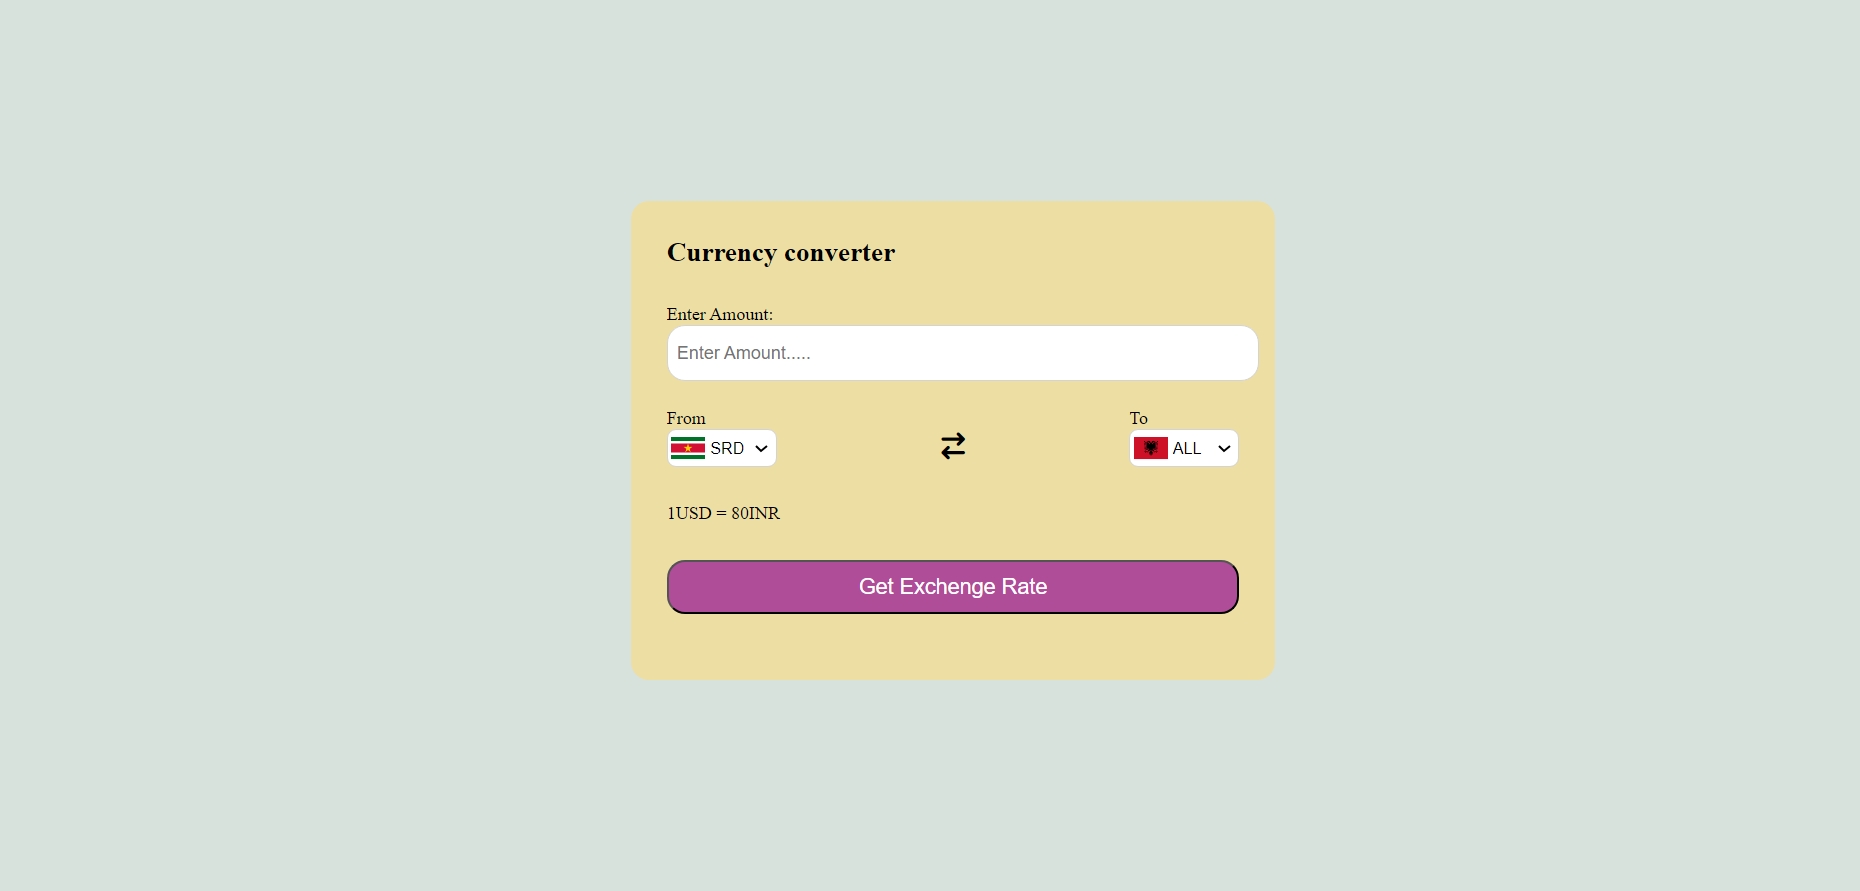 Currency converter
Enter Amount:
Enter Amount.....
From To
SRD ALL
1USD = 80INR
Get Exchenge Rate